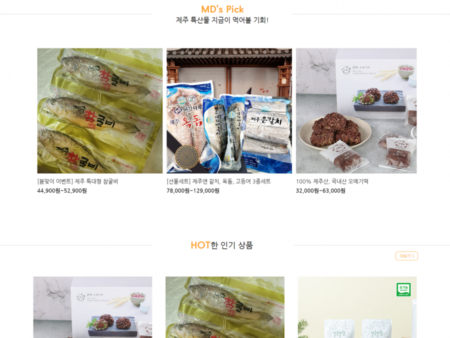 MD's Pick
제주 특산물 지금이 먹어볼 기회!
[봄맞이 이벤트] 제주 특대형 참굴비
44,900원~52,900원
[선물세트] 제주연 갈치, 옥돔, 고등어 3종세트
78,000원~129,000원
100% 제주산, 국내산 오메기떡
32,000원~63,000원
HOT한 인기 상품